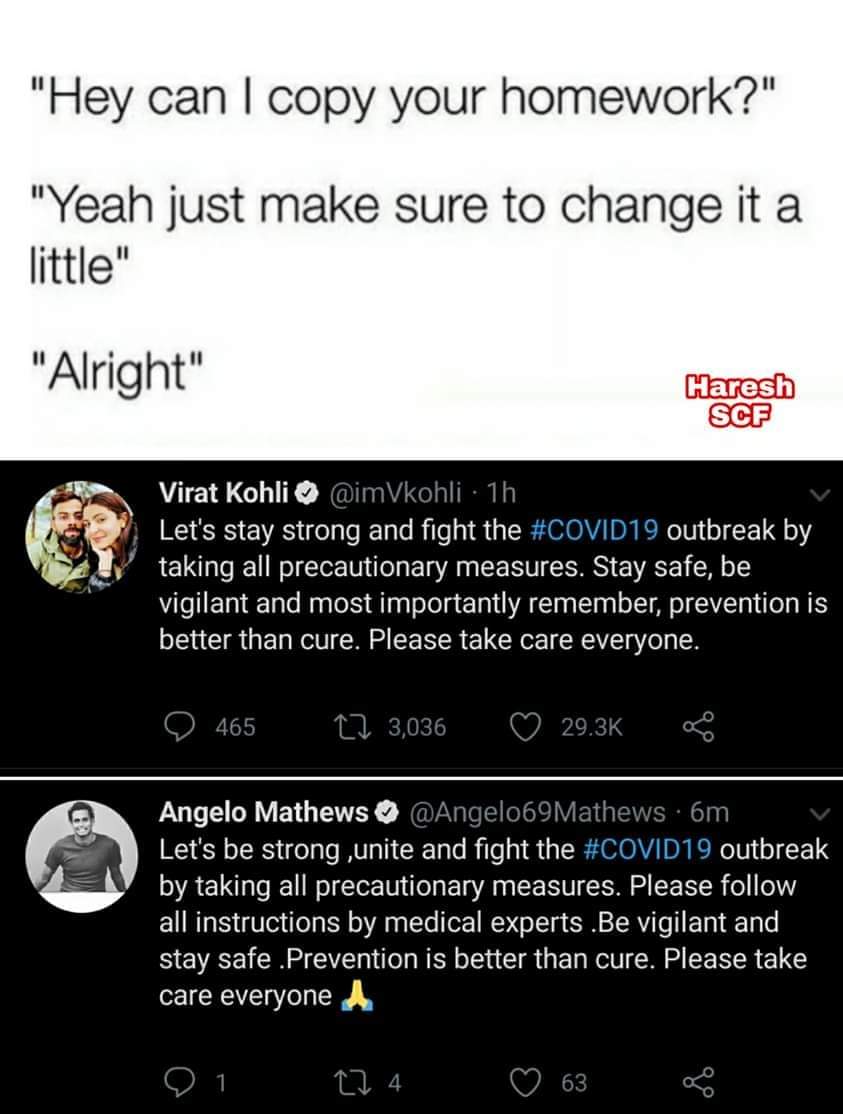 "Hey can I copy your homework?"
"Yeah just make sure to change it a
little"
"Alright"
Haresh
SCF
Virat Kohli @imVkohli · 1h
Let's stay strong and fight the #COVID19 outbreak by
taking all precautionary measures. Stay safe, be
vigilant and most importantly remember, prevention is
better than cure. Please take care everyone.
465 3,036 29.3K
Angelo Mathews @Angelo69Mathews · 6m
Let's be strong ,unite and fight the #COVID19 outbreak
by taking all precautionary measures. Please follow
all instructions by medical experts .Be vigilant and
stay safe .Prevention is better than cure. Please take
care everyone 🙏
1 4 63